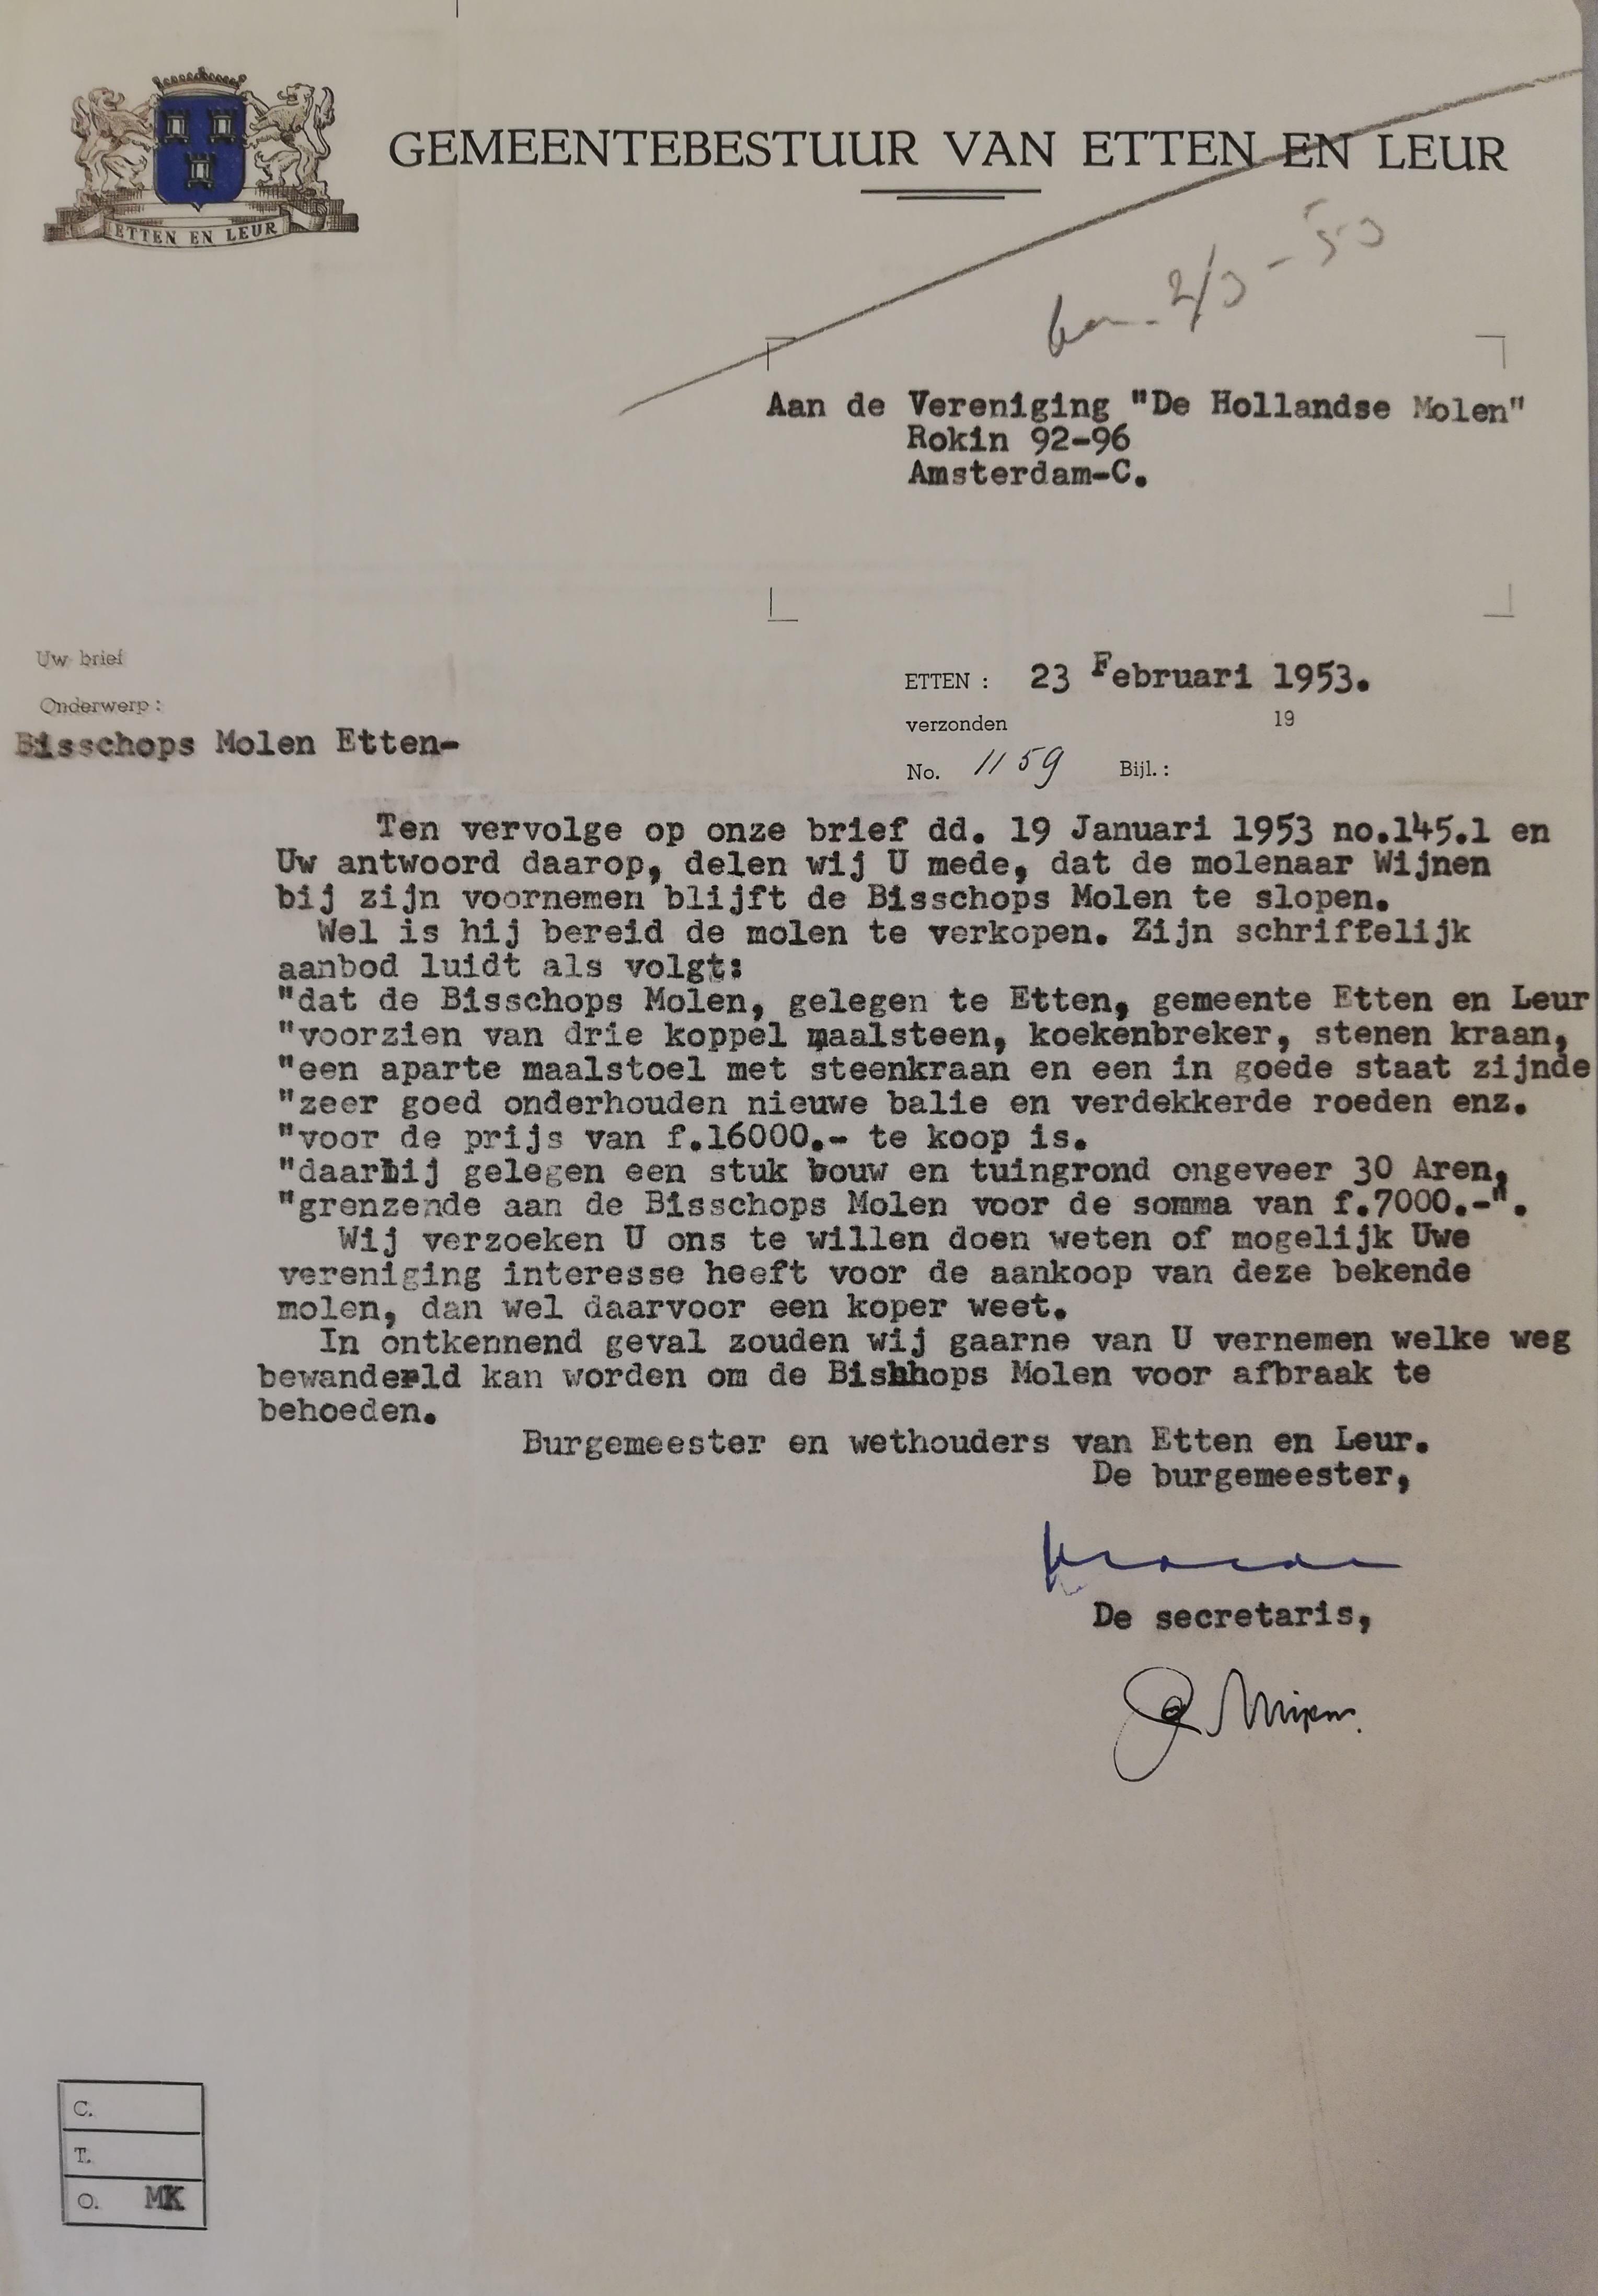 ETTEN EN LEUR
GEMEENTEBESTUUR VAN ETTEN EN LEUR
2/3 - 53
Aan de Vereniging "De Hollandse Molen"
Rokin 92-96
Amsterdam-C.
Uw brief
Onderwerp :
Bisschops Molen Etten-
ETTEN : 23 Februari 1953.
verzonden 19
No. 1159 Bijl. :
Ten vervolge op onze brief dd. 19 Januari 1953 no.145.1 en
Uw antwoord daarop, delen wij U mede, dat de molenaar Wijnen
bij zijn voornemen blijft de Bisschops Molen te slopen.
Wel is hij bereid de molen te verkopen. Zijn schriftelijk
aanbod luidt als volgt:
"dat de Bisschops Molen, gelegen te Etten, gemeente Etten en Leur
"voorzien van drie koppel maalsteen, koekenbreker, stenen kraan,
"een aparte maalstoel met steenkraan en een in goede staat zijnde
"zeer goed onderhouden nieuwe balie en verdekkerde roeden enz.
"voor de prijs van f.16000.- te koop is.
"daarbij gelegen een stuk bouw en tuingrond ongeveer 30 Aren,
"grenzende aan de Bisschops Molen voor de somma van f.7000.-".
Wij verzoeken U ons te willen doen weten of mogelijk Uwe
vereniging interesse heeft voor de aankoop van deze bekende
molen, dan wel daarvoor een koper weet.
In ontkennend geval zouden wij gaarne van U vernemen welke weg
bewanderld kan worden om de Bishhops Molen voor afbraak te
behoeden.
Burgemeester en wethouders van Etten en Leur.
De burgemeester,
De secretaris,
C.
T.
O. MK